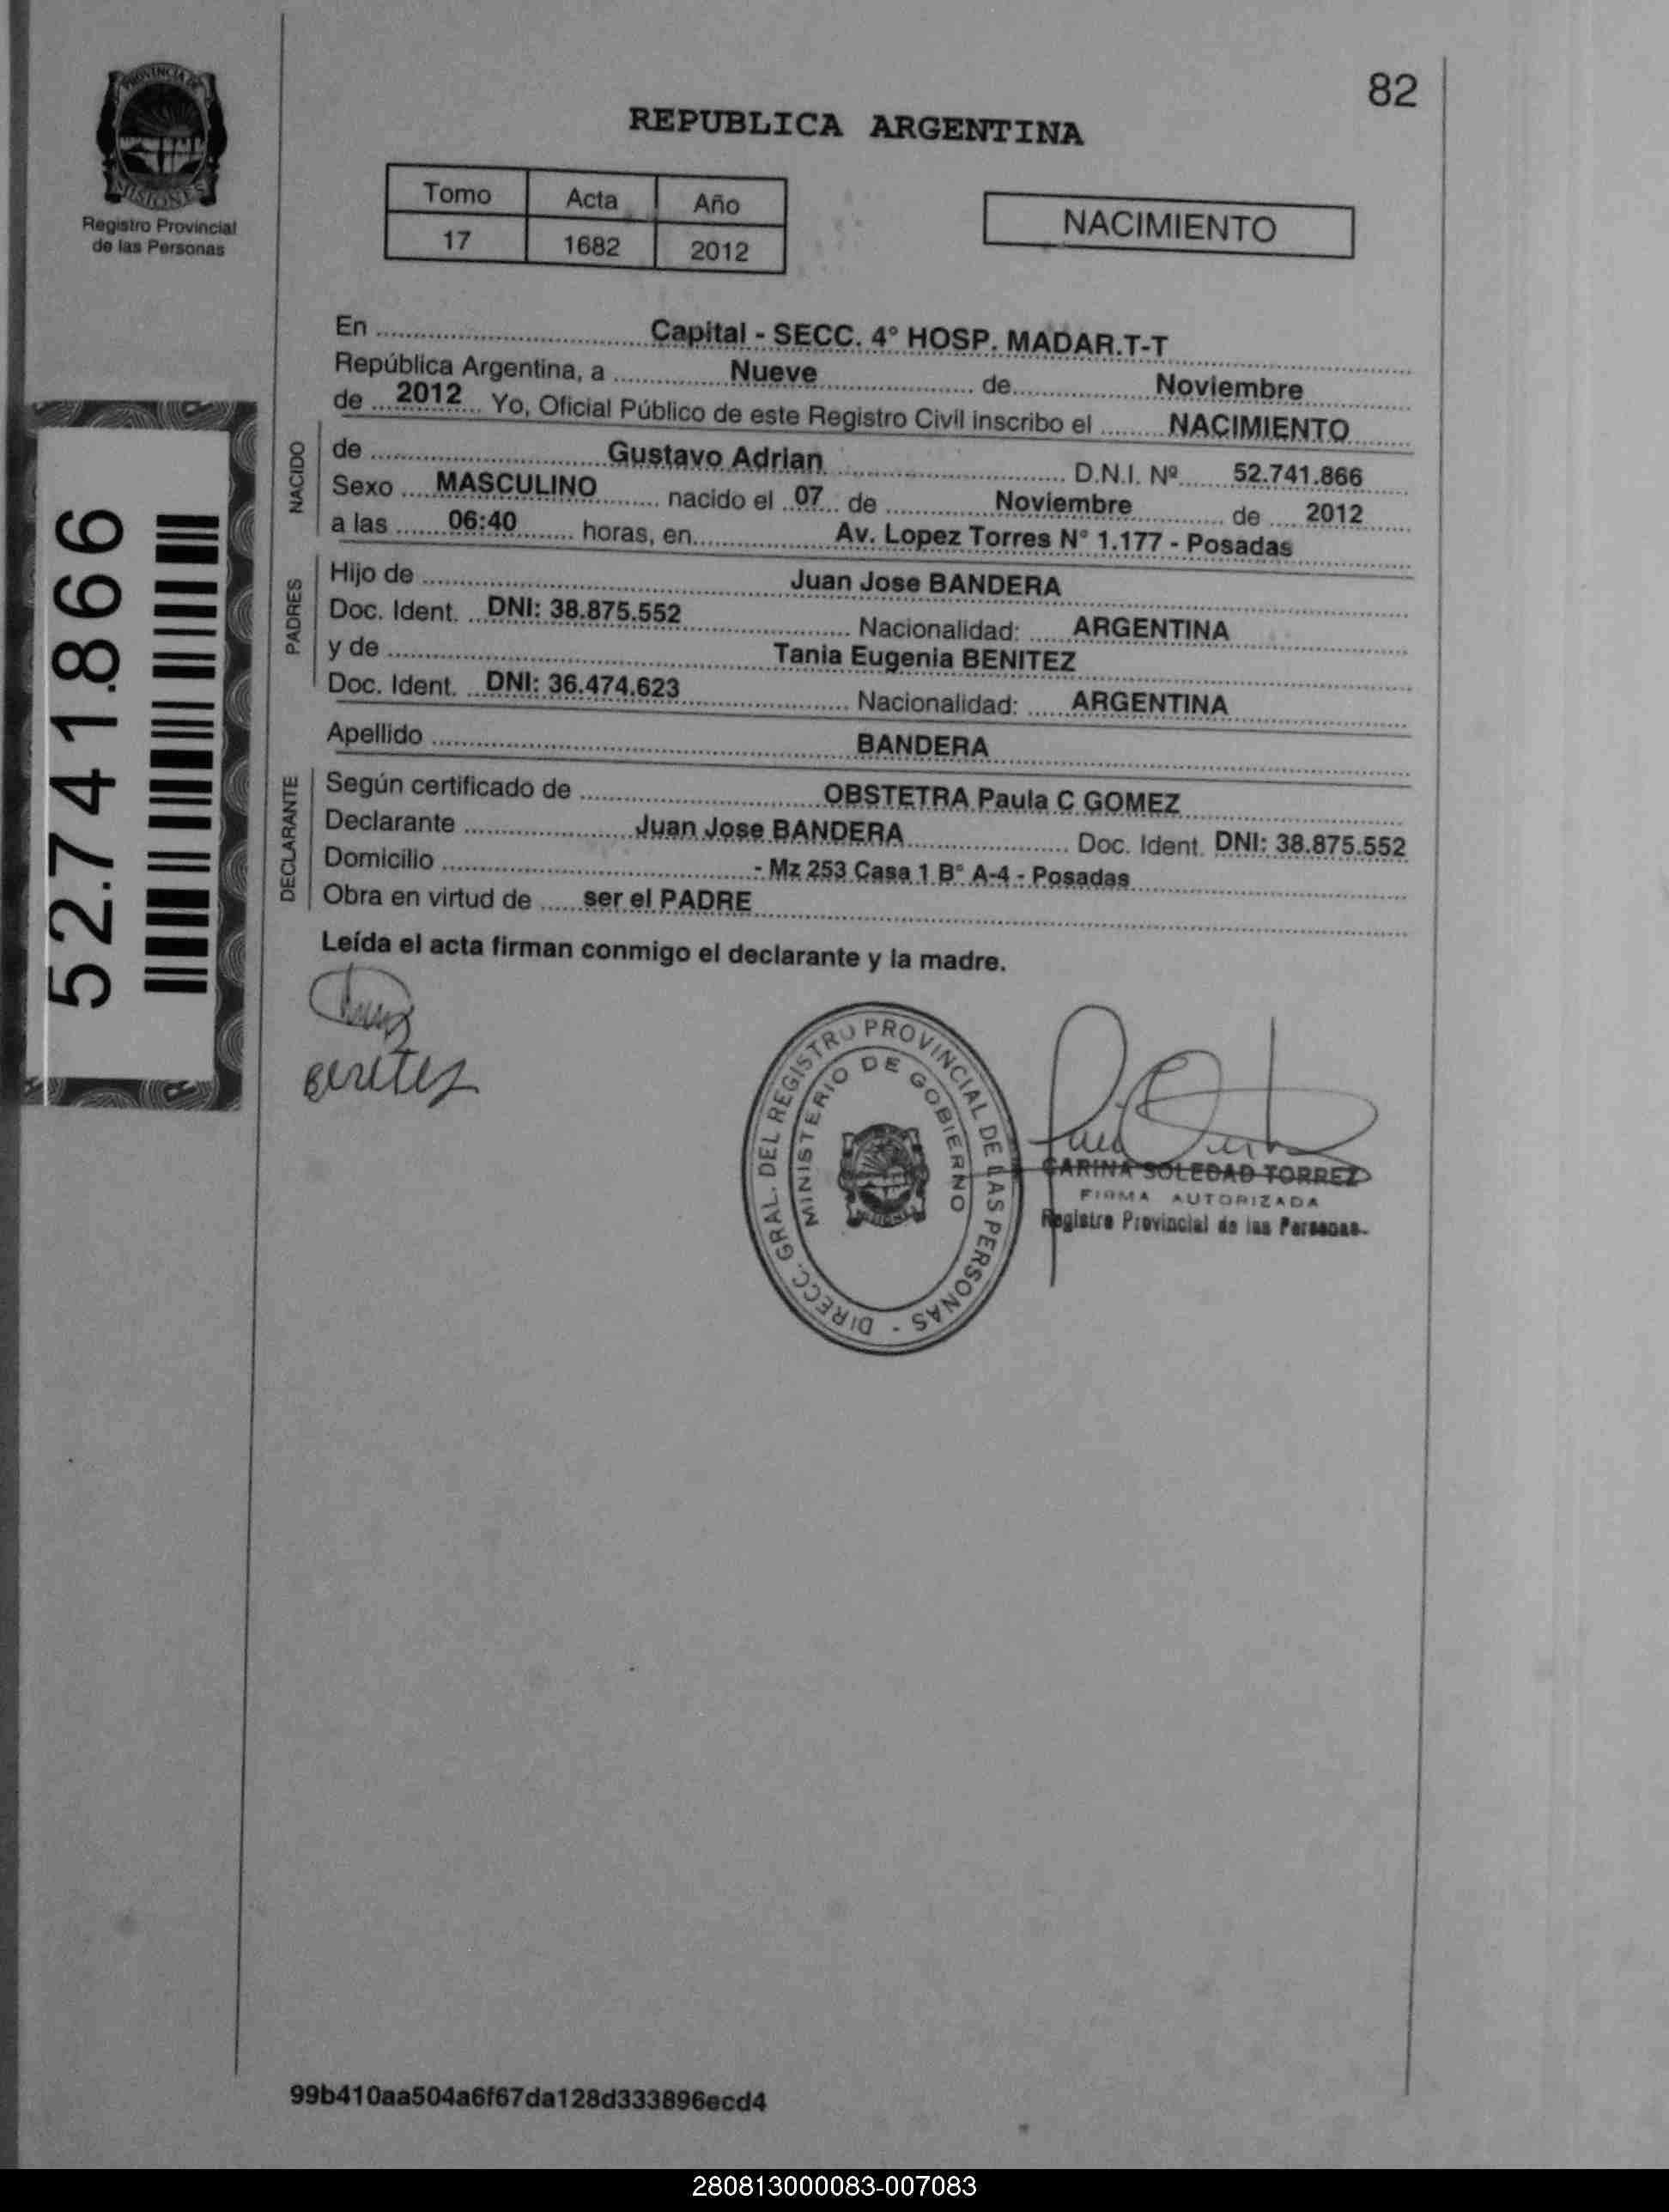 82
PROVINCIA DE
MISIONES
Registro Provincial
de las Personas
REPUBLICA ARGENTINA
Tomo Acta Año
17 1682 2012
NACIMIENTO
En Capital - SECC. 4° HOSP. MADAR.T-T
República Argentina, a Nueve de Noviembre
de 2012 Yo, Oficial Público de este Registro Civil inscribo el NACIMIENTO
NACIDO
de Gustavo Adrian D.N.I. Nº 52.741.866
Sexo MASCULINO nacido el 07 de Noviembre de 2012
a las 06:40 horas, en Av. Lopez Torres N° 1.177 - Posadas
PADRES
Hijo de Juan Jose BANDERA
Doc. Ident. DNI: 38.875.552 Nacionalidad: ARGENTINA
y de Tania Eugenia BENITEZ
Doc. Ident. DNI: 36.474.623 Nacionalidad: ARGENTINA
Apellido BANDERA
DECLARANTE
Según certificado de OBSTETRA Paula C GOMEZ
Declarante Juan Jose BANDERA Doc. Ident. DNI: 38.875.552
Domicilio - Mz 253 Casa 1 B° A-4 - Posadas
Obra en virtud de ser el PADRE
Leída el acta firman conmigo el declarante y la madre.
52.741.866
Benitez
DIRECC. GRAL. DEL REGISTRO PROVINCIAL DE LAS PERSONAS -
MINISTERIO DE GOBIERNO
CARINA SOLEDAD TORREZ
FIRMA AUTORIZADA
Registro Provincial de las Personas
99b410aa504a6f67da128d333896ecd4
280813000083-007083